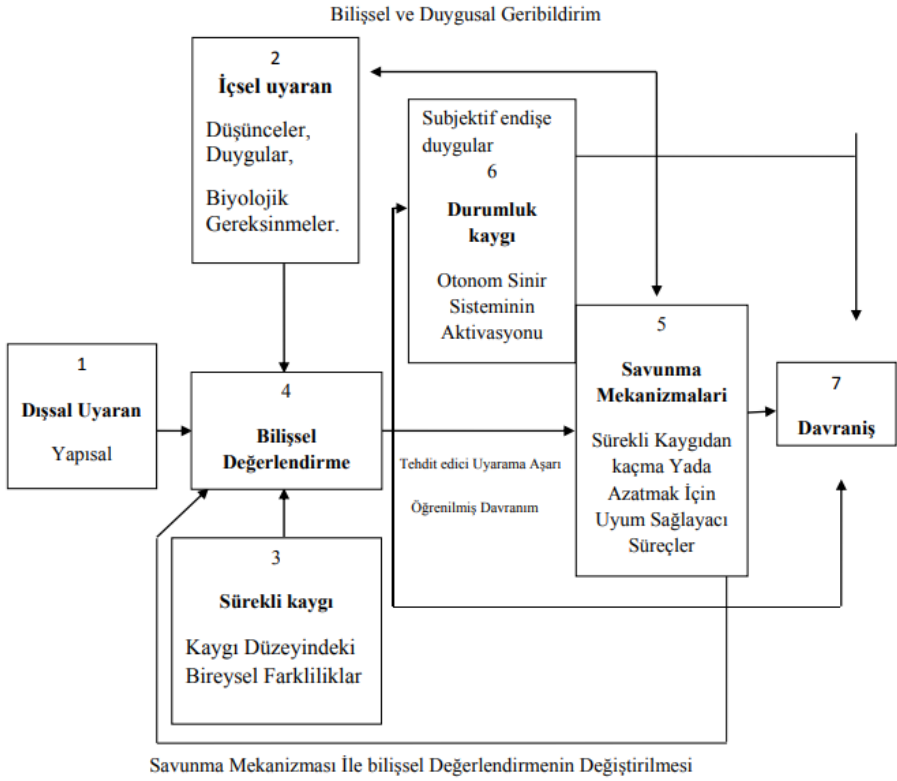 Bilişsel ve Duygusal Geribildirim
2
İçsel uyaran
Düşünceler,
Duygular,
Biyolojik
Gereksinmeler.
Subjektif endişe
duygular
6
Durumluk
kaygı
Otonom Sinir
Sisteminin
Aktivasyonu
1
Dışsal Uyaran
Yapısal
4
Bilişsel
Değerlendirme
Tehdit edici Uyarama Aşarı
Öğrenilmiş Davranım
5
Savunma
Mekanizmalari
Sürekli Kaygıdan
kaçma Yada
Azatmak İçin
Uyum Sağlayacı
Süreçler
7
Davraniş
3
Sürekli kaygı
Kaygı Düzeyindeki
Bireysel Farkliliklar
Savunma Mekanizması İle bilişsel Değerlendirmenin Değiştirilmesi